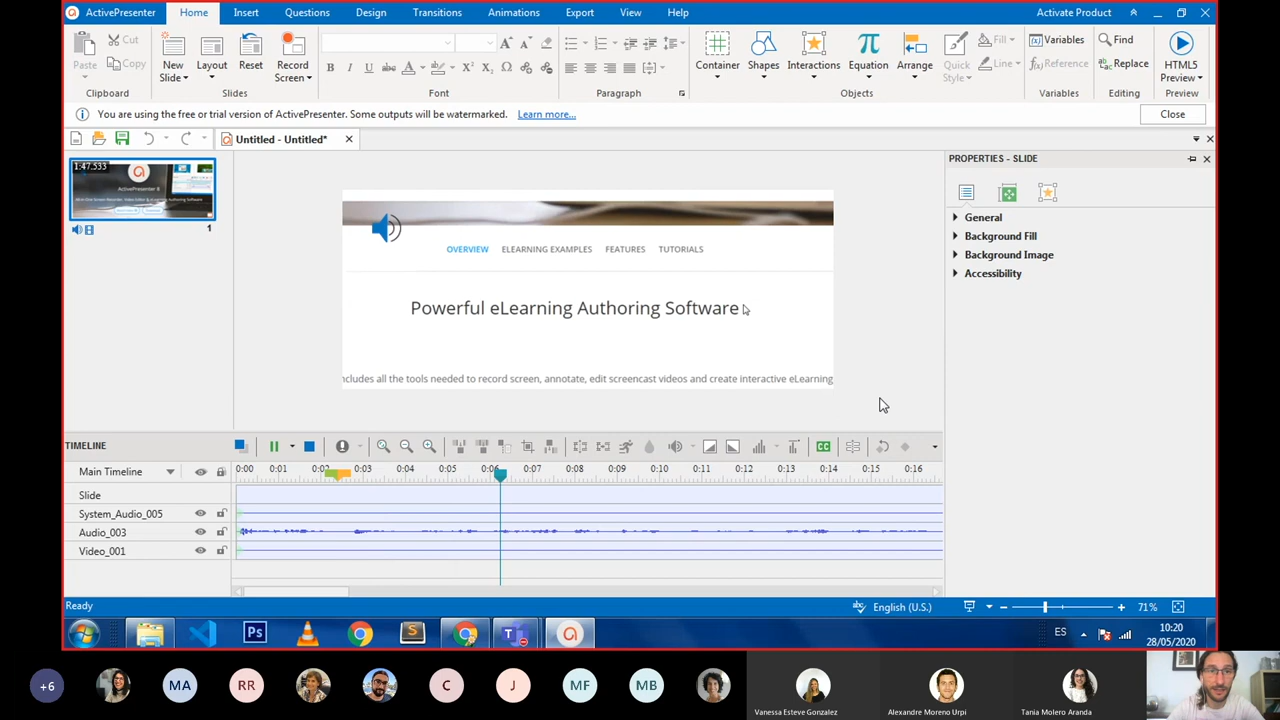 ActivePresenter Home Insert Questions Design Transitions Animations Export View Help Activate Product
Paste Cut Copy New Slide Layout Reset Record Screen Container Shapes Interactions Equation Arrange Quick Style Fill Line Variables Reference Find Replace HTML5 Preview
Clipboard Slides Font Paragraph Objects Variables Editing Preview
You are using the free or trial version of ActivePresenter. Some outputs will be watermarked. Learn more... Close
Untitled - Untitled*
PROPERTIES - SLIDE
1:47.533
ActivePresenter 8
1
General
Background Fill
Background Image
Accessibility
OVERVIEW ELEARNING EXAMPLES FEATURES TUTORIALS
Powerful eLearning Authoring Software
ncludes all the tools needed to record screen, annotate, edit screencast videos and create interactive eLearning
TIMELINE
Main Timeline 0:00 0:01 0:02 0:03 0:04 0:05 0:06 0:07 0:08 0:09 0:10 0:11 0:12 0:13 0:14 0:15 0:16
Slide
System_Audio_005
Audio_003
Video_001
Ready English (U.S.) 71%
Ps S T ES 10:20
28/05/2020
+6 MA RR C J MF MB
Vanessa Esteve Gonzalez Alexandre Moreno Urpi Tania Molero Aranda